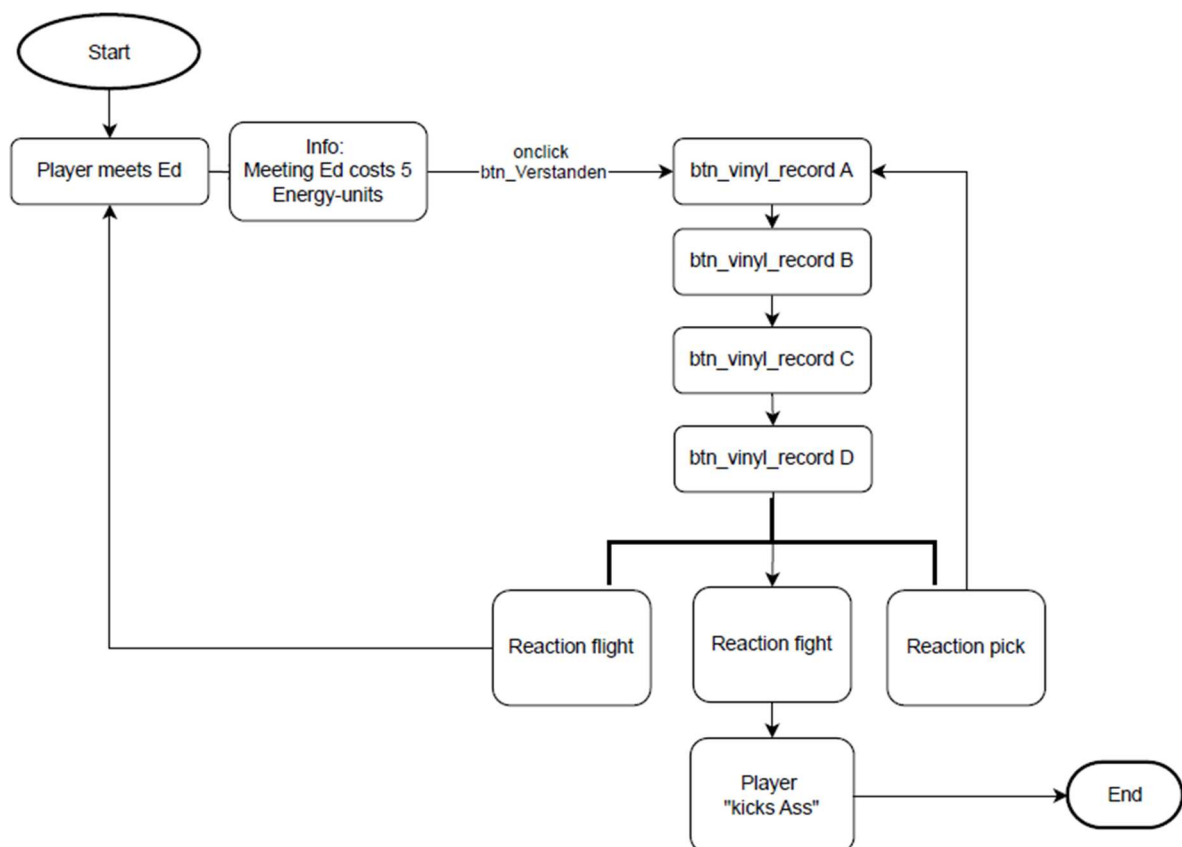 Start
Player meets Ed
Info:
Meeting Ed costs 5
Energy-units
onclick
btn_Verstanden
btn_vinyl_record A
btn_vinyl_record B
btn_vinyl_record C
btn_vinyl_record D
Reaction flight
Reaction fight
Reaction pick
Player
"kicks Ass"
End